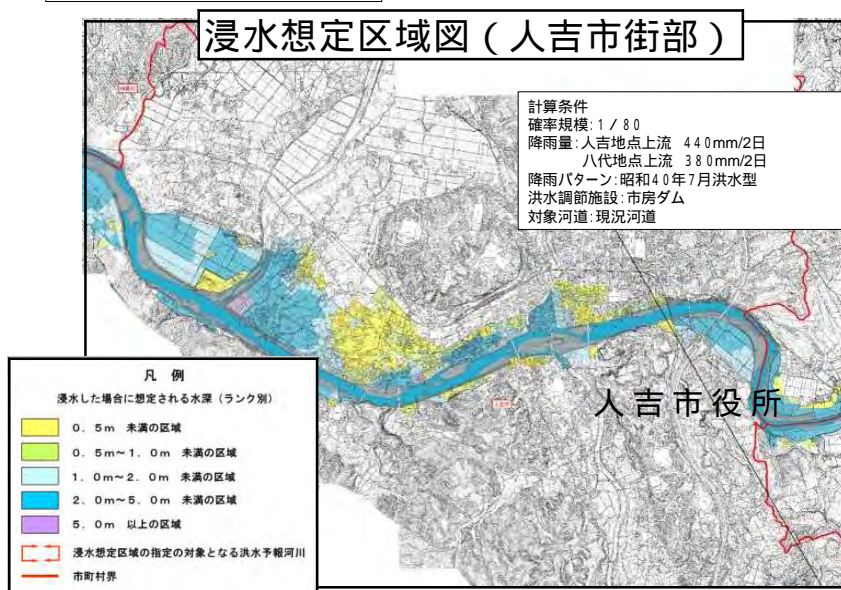 浸水想定区域図（人吉市街部）
計算条件
確率規模：1／80
降雨量：人吉地点上流 440mm/2日
八代地点上流 380mm/2日
降雨パターン：昭和40年7月洪水型
洪水調節施設：市房ダム
対象河道：現況河道
人吉市役所
凡 例
浸水した場合に想定される水深（ランク別）
0．5m 未満の区域
0．5m～1．0m 未満の区域
1．0m～2．0m 未満の区域
2．0m～5．0m 未満の区域
5．0m 以上の区域
浸水想定区域の指定の対象となる洪水予報河川
市町村界